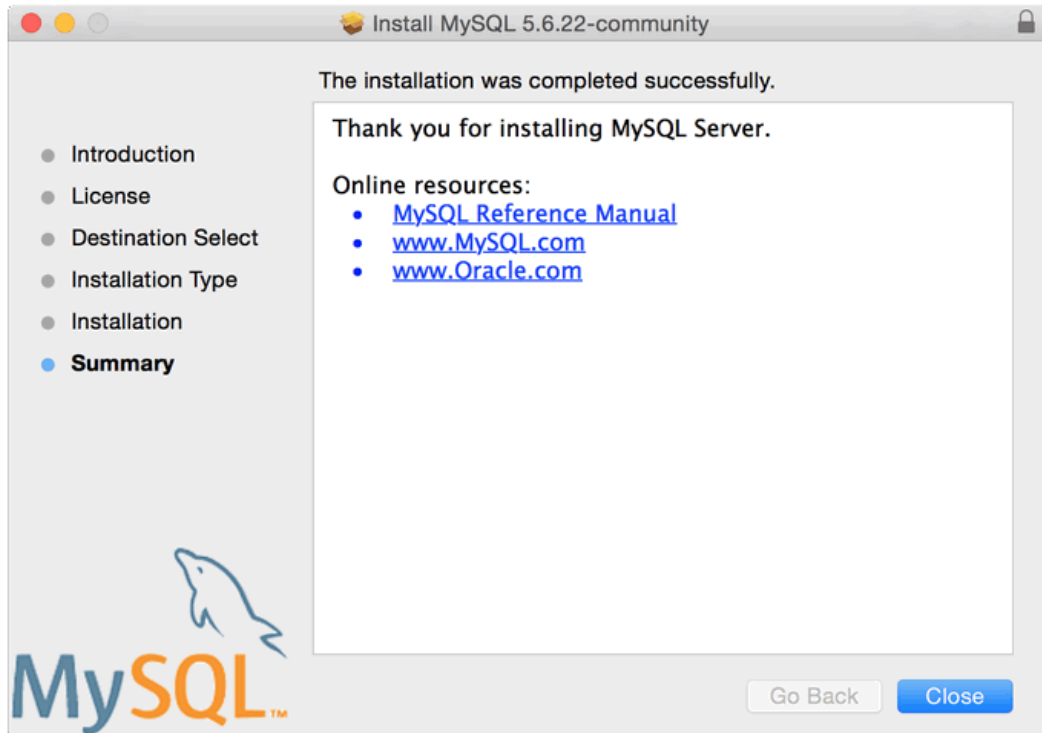 Install MySQL 5.6.22-community
The installation was completed successfully.
Introduction
License
Destination Select
Installation Type
Installation
Summary
Thank you for installing MySQL Server.
Online resources:
• MySQL Reference Manual
• www.MySQL.com
• www.Oracle.com
MySQL™
Go Back
Close